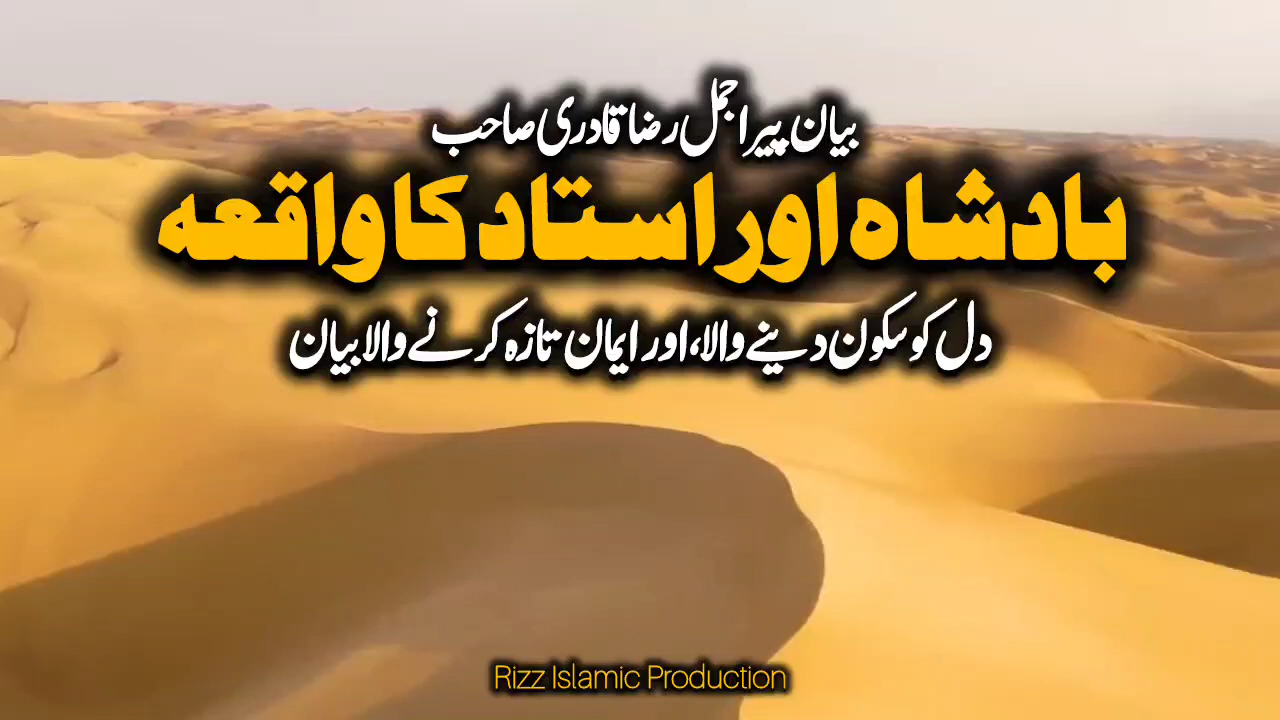 بیان پیر اجمل رضا قادری صاحب
بادشاہ اور استاد کا واقعہ
دل کو سکون دینے والا، اور ایمان تازہ کرنے والا بیان
Rizz Islamic Production